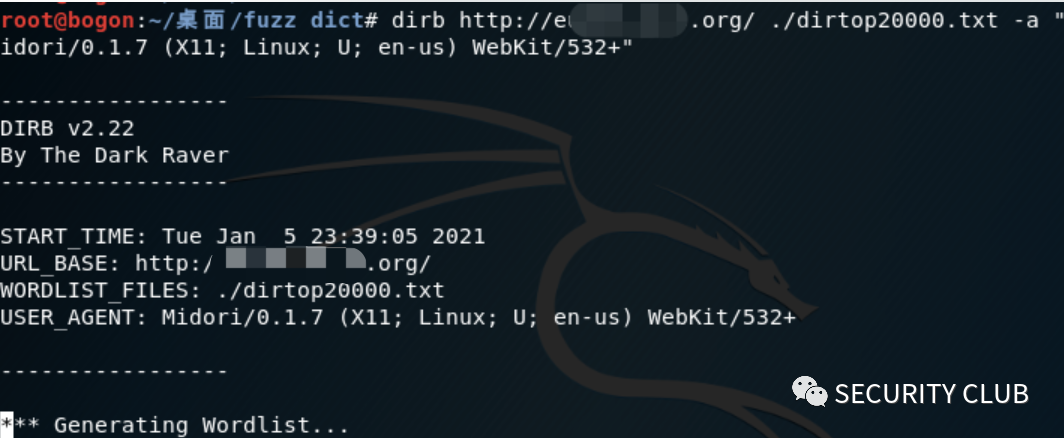 root@bogon:~/桌面/fuzz dict# dirb http://eu .org/ ./dirtop20000.txt -a "
idori/0.1.7 (X11; Linux; U; en-us) WebKit/532+"
-----------------
DIRB v2.22
By The Dark Raver
-----------------
START_TIME: Tue Jan  5 23:39:05 2021
URL_BASE: http:/ .org/
WORDLIST_FILES: ./dirtop20000.txt
USER_AGENT: Midori/0.1.7 (X11; Linux; U; en-us) WebKit/532+
-----------------
*** Generating Wordlist...
SECURITY CLUB